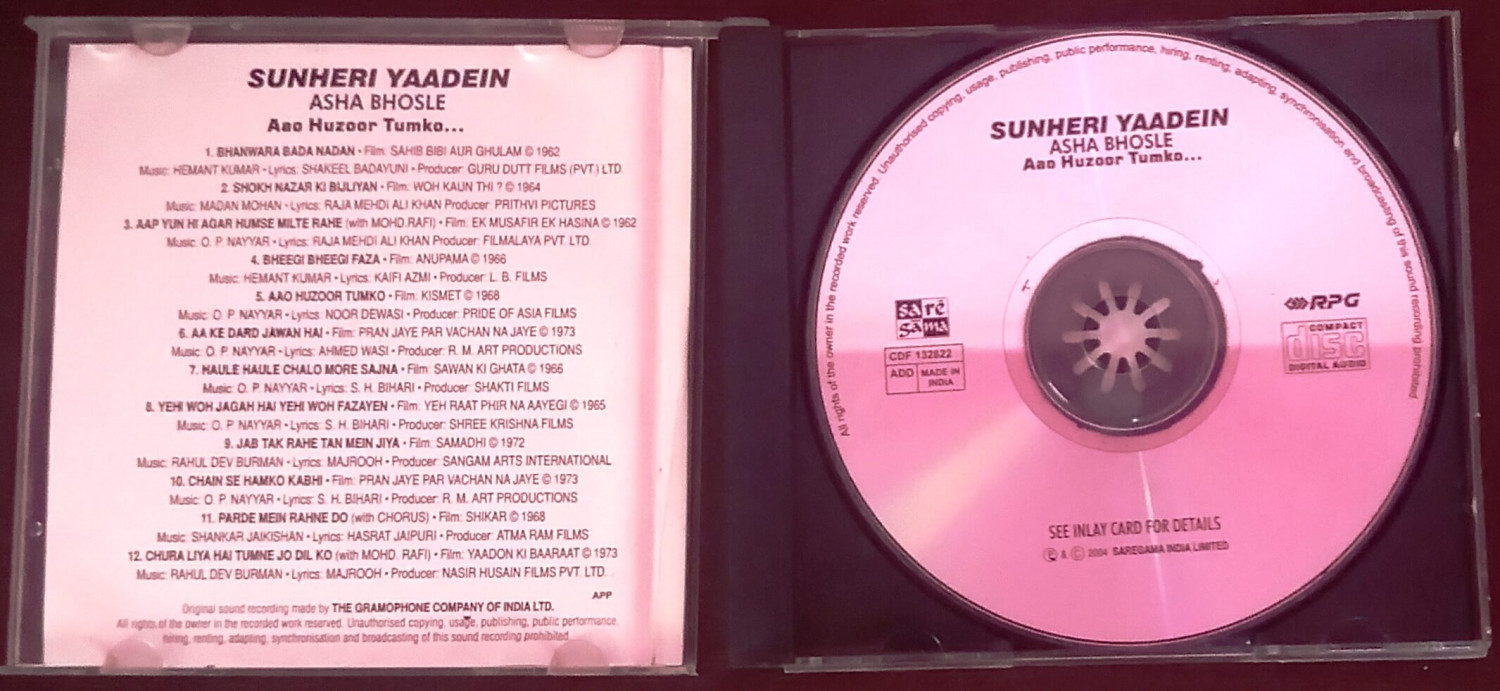 SUNHERI YAADEIN
ASHA BHOSLE
Aao Huzoor Tumko...
1. BHANWARA BADA NADAN • Film: SAHIB BIBI AUR GHULAM © 1962
Music: HEMANT KUMAR • Lyrics: SHAKEEL BADAYUNI • Producer: GURU DUTT FILMS (PVT) LTD.
2. SHOKH NAZAR KI BIJLIYAN • Film: WOH KAUN THI ? © 1964
Music: MADAN MOHAN • Lyrics: RAJA MEHDI ALI KHAN Producer: PRITHVI PICTURES
3. AAP YUN HI AGAR HUMSE MILTE RAHE (with MOHD.RAFI) • Film: EK MUSAFIR EK HASINA © 1962
Music: O. P. NAYYAR • Lyrics: RAJA MEHDI ALI KHAN Producer: FILMALAYA PVT. LTD.
4. BHEEGI BHEEGI FAZA • Film: ANUPAMA © 1966
Music: HEMANT KUMAR • Lyrics: KAIFI AZMI • Producer: L. B. FILMS
5. AAO HUZOOR TUMKO • Film: KISMET © 1968
Music: O. P. NAYYAR • Lyrics: NOOR DEWASI • Producer: PRIDE OF ASIA FILMS
6. AA KE DARD JAWAN HAI • Film: PRAN JAYE PAR VACHAN NA JAYE © 1973
Music: O. P. NAYYAR • Lyrics: AHMED WASI • Producer: R. M. ART PRODUCTIONS
7. HAULE HAULE CHALO MORE SAJNA • Film: SAWAN KI GHATA © 1966
Music: O. P. NAYYAR • Lyrics: S. H. BIHARI • Producer: SHAKTI FILMS
8. YEHI WOH JAGAH HAI YEHI WOH FAZAYEN • Film: YEH RAAT PHIR NA AAYEGI © 1965
Music: O. P. NAYYAR • Lyrics: S. H. BIHARI • Producer: SHREE KRISHNA FILMS
9. JAB TAK RAHE TAN MEIN JIYA • Film: SAMADHI © 1972
Music: RAHUL DEV BURMAN • Lyrics: MAJROOH • Producer: SANGAM ARTS INTERNATIONAL
10. CHAIN SE HAMKO KABHI • Film: PRAN JAYE PAR VACHAN NA JAYE © 1973
Music: O. P. NAYYAR • Lyrics: S. H. BIHARI • Producer: R. M. ART PRODUCTIONS
11. PARDE MEIN RAHNE DO (with CHORUS) • Film: SHIKAR © 1968
Music: SHANKAR JAIKISHAN • Lyrics: HASRAT JAIPURI • Producer: ATMA RAM FILMS
12. CHURA LIYA HAI TUMNE JO DIL KO (with MOHD. RAFI) • Film: YAADON KI BAARAAT © 1973
Music: RAHUL DEV BURMAN • Lyrics: MAJROOH • Producer: NASIR HUSAIN FILMS PVT. LTD.
APP
Original sound recording made by THE GRAMOPHONE COMPANY OF INDIA LTD.
All rights of the owner in the recorded work reserved. Unauthorised copying, usage, publishing, public performance,
hiring, renting, adapting, synchronisation and broadcasting of this sound recording prohibited.
All rights of the owner in the recorded work reserved. Unauthorised copying, usage, publishing, public performance, hiring, renting, adapting, synchronisation and broadcasting of this sound recording prohibited
SUNHERI YAADEIN
ASHA BHOSLE
Aao Huzoor Tumko...
sa re
ga ma
CDF 132622
ADD MADE IN INDIA
RPG
COMPACT
disc
DIGITAL AUDIO
SEE INLAY CARD FOR DETAILS
℗ & © 2004 SAREGAMA INDIA LIMITED